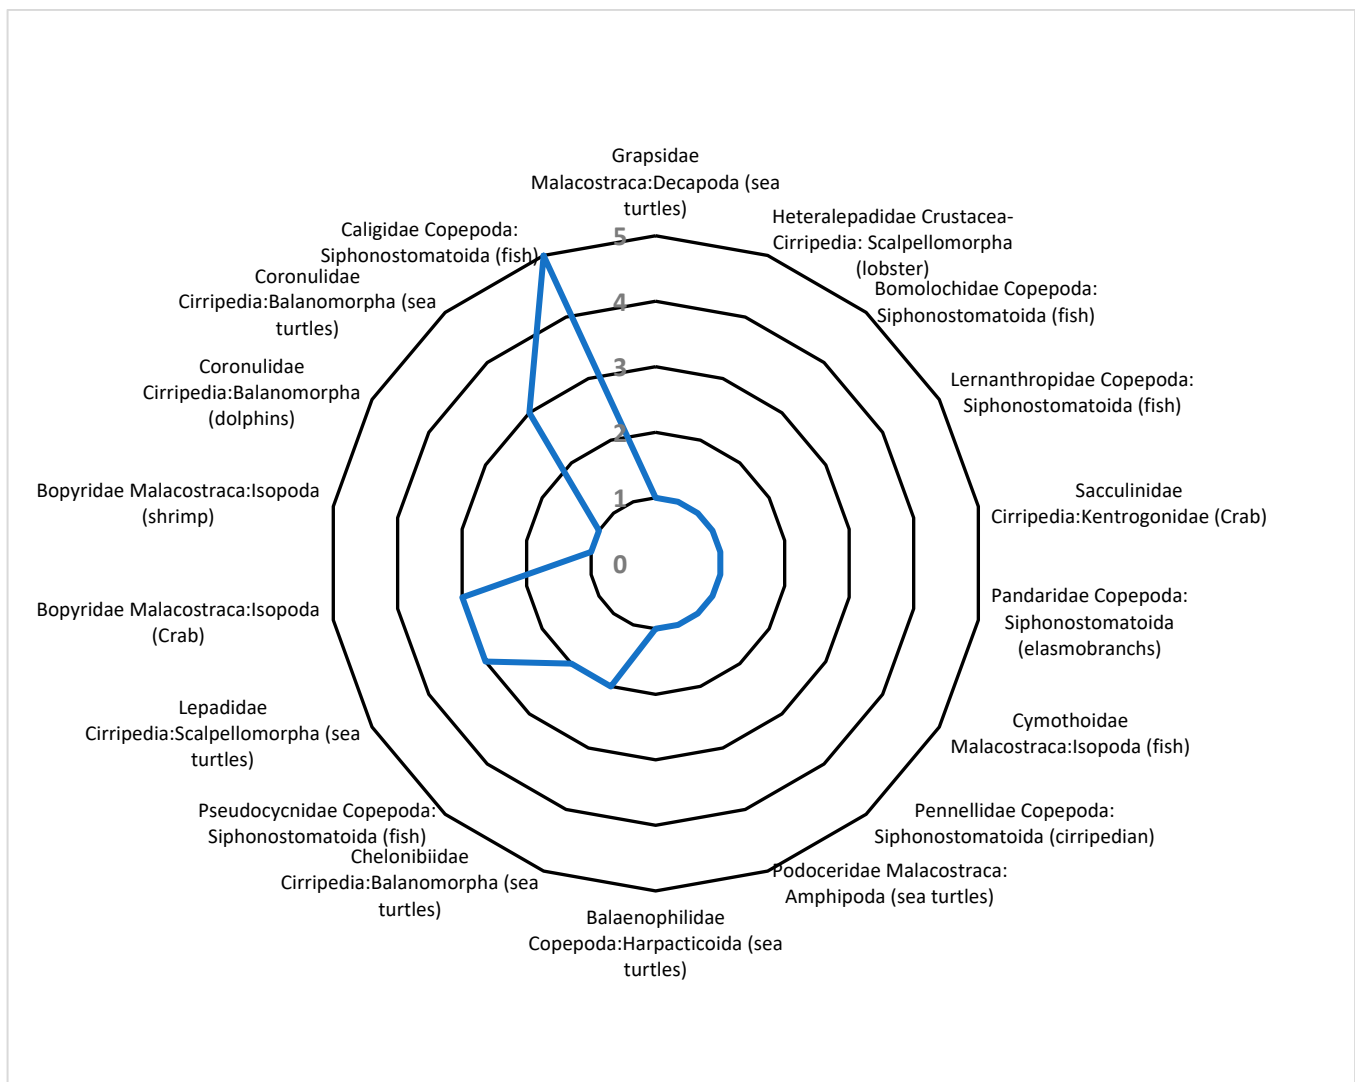 Grapsidae
Malacostraca:Decapoda (sea
turtles)
Heteralepadidae Crustacea-
Cirripedia: Scalpellomorpha
(lobster)
Bomolochidae Copepoda:
Siphonostomatoida (fish)
Lernanthropidae Copepoda:
Siphonostomatoida (fish)
Sacculinidae
Cirripedia:Kentrogonidae (Crab)
Pandaridae Copepoda:
Siphonostomatoida
(elasmobranchs)
Cymothoidae
Malacostraca:Isopoda (fish)
Pennellidae Copepoda:
Siphonostomatoida (cirripedian)
Podoceridae Malacostraca:
Amphipoda (sea turtles)
Balaenophilidae
Copepoda:Harpacticoida (sea
turtles)
Chelonibiidae
Cirripedia:Balanomorpha (sea
turtles)
Pseudocycnidae Copepoda:
Siphonostomatoida (fish)
Lepadidae
Cirripedia:Scalpellomorpha (sea
turtles)
Bopyridae Malacostraca:Isopoda
(Crab)
Bopyridae Malacostraca:Isopoda
(shrimp)
Coronulidae
Cirripedia:Balanomorpha
(dolphins)
Coronulidae
Cirripedia:Balanomorpha (sea
turtles)
Caligidae Copepoda:
Siphonostomatoida (fish)
5
4
3
2
1
0